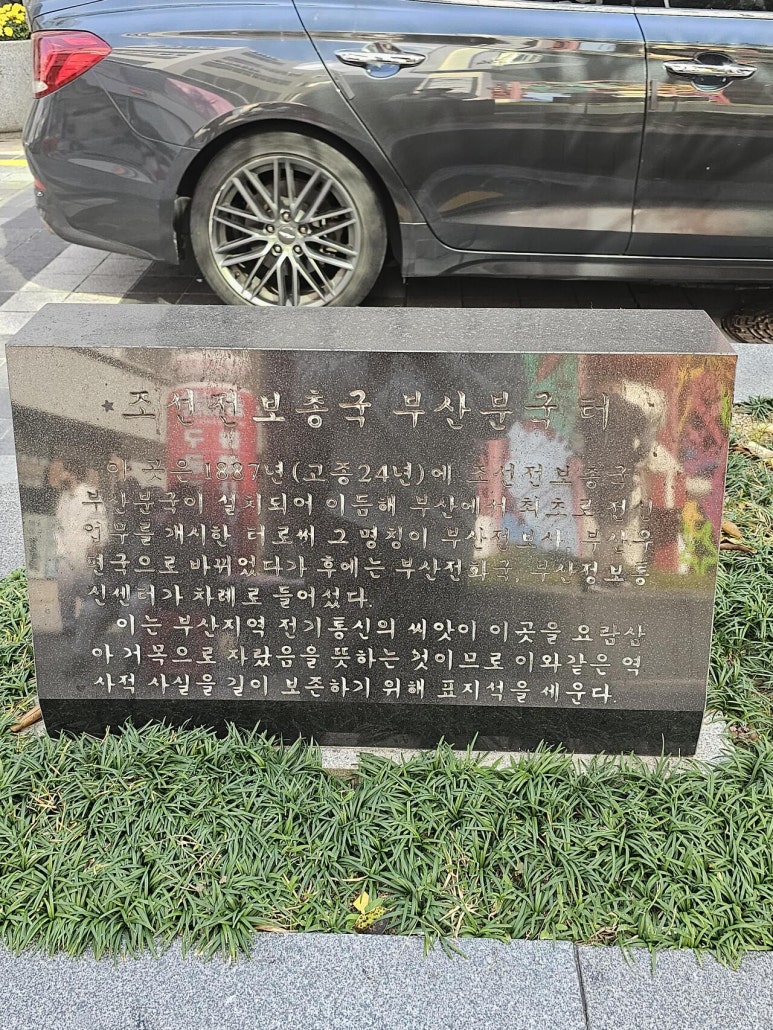 조선전보총국 부산분국 터
이 곳은 1887년(고종24년)에 조선전보총국
부산분국이 설치되어 이듬해 부산에서 최초로 전신
업무를 개시한 터로써 그 명칭이 부산전보사, 부산우
편국으로 바뀌었다가 후에는 부산전화국, 부산정보통
신센터가 차례로 들어섰다.
이는 부산지역 전기통신의 씨앗이 이곳을 요람삼
아 거목으로 자랐음을 뜻하는 것이므로 이와같은 역
사적 사실을 길이 보존하기 위해 표지석을 세운다.